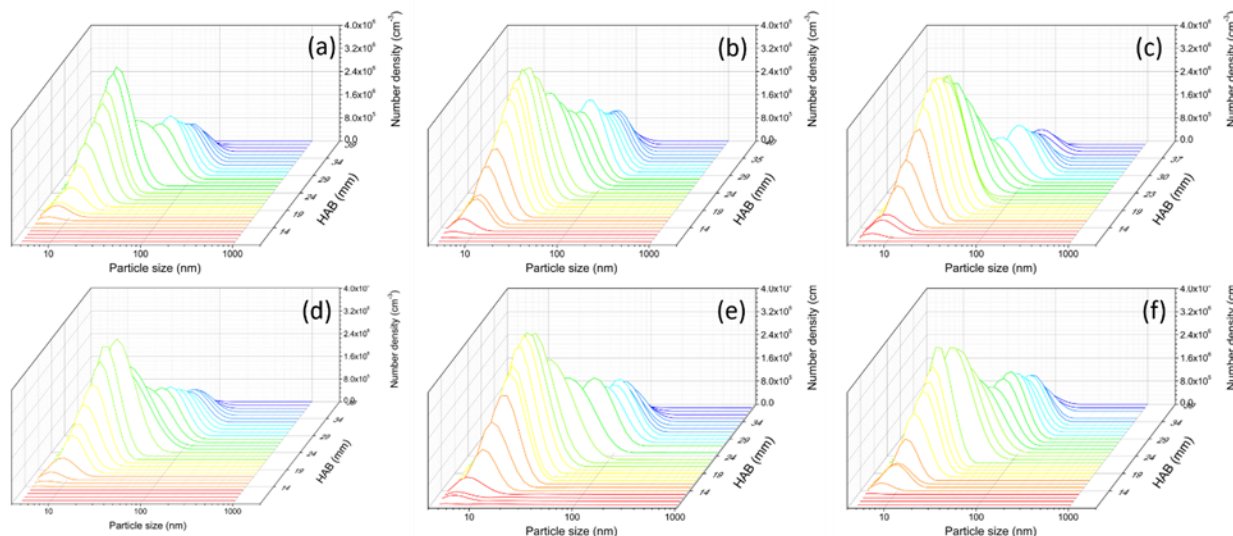 (a)
4.0x10⁶
3.2x10⁶
2.4x10⁶
1.6x10⁶
8.0x10⁵
0.0
Number density (cm⁻³)
34
29
24
19
14
HAB (mm)
10
100
1000
Particle size (nm)
(b)
4.0x10⁶
3.2x10⁶
2.4x10⁶
1.6x10⁶
8.0x10⁵
0.0
Number density (cm⁻³)
35
29
24
19
14
HAB (mm)
10
100
1000
Particle size (nm)
(c)
4.0x10⁶
3.2x10⁶
2.4x10⁶
1.6x10⁶
8.0x10⁵
0.0
Number density (cm⁻³)
37
30
23
19
14
HAB (mm)
10
100
1000
Particle size (nm)
(d)
3.2x10⁶
2.4x10⁶
1.6x10⁶
8.0x10⁵
0.0
Number density (cm⁻³)
34
29
24
19
14
HAB (mm)
10
100
1000
Particle size (nm)
(e)
3.2x10⁶
2.4x10⁶
1.6x10⁶
8.0x10⁵
0.0
Number density (cm
34
29
24
19
14
HAB (mm)
10
100
1000
Particle size (nm)
(f)
3.2x10⁶
2.4x10⁶
1.6x10⁶
8.0x10⁵
0.0
Number density (cm⁻³)
34
29
24
19
14
HAB (mm)
10
100
1000
Particle size (nm)